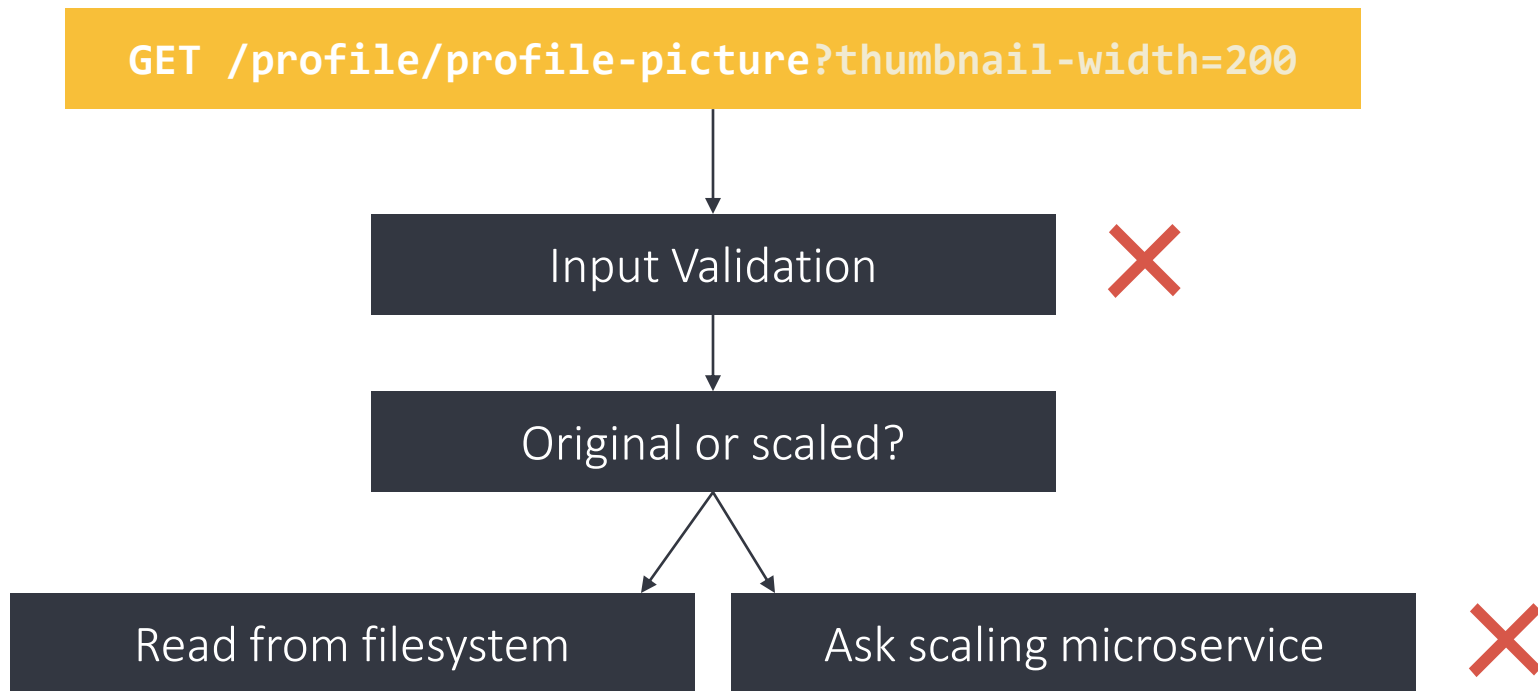 GET /profile/profile-picture?thumbnail-width=200
Input Validation
Original or scaled?
Read from filesystem
Ask scaling microservice